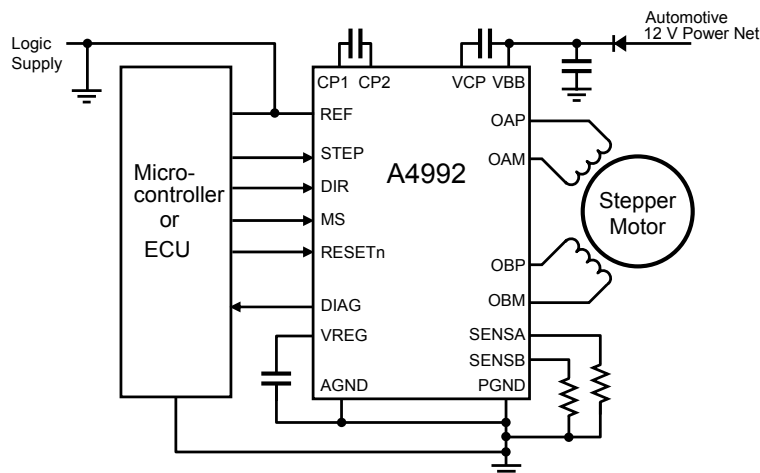 Automotive
12 V Power Net
Logic
Supply
CP1 CP2 VCP VBB
REF
OAP
STEP
OAM
A4992
Micro-
controller
or
ECU
DIR
MS
RESETn
Stepper
Motor
OBP
DIAG
OBM
VREG
SENSA
SENSB
AGND
PGND